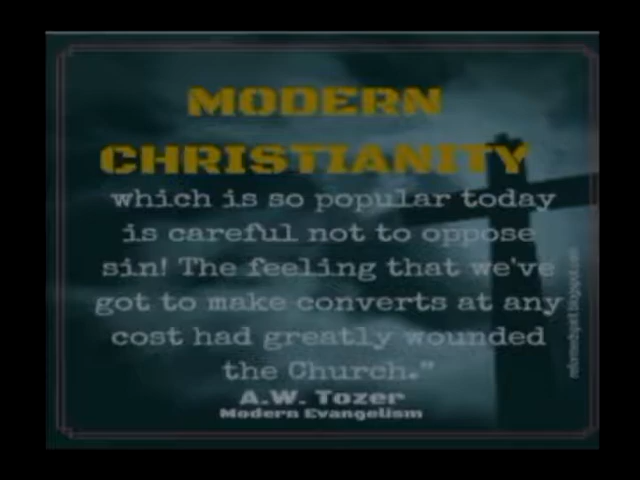 MODERN
CHRISTIANITY
which is so popular today
is careful not to oppose
sin! The feeling that we've
got to make converts at any
cost had greatly wounded
the Church."
A.W. Tozer
Modern Evangelism